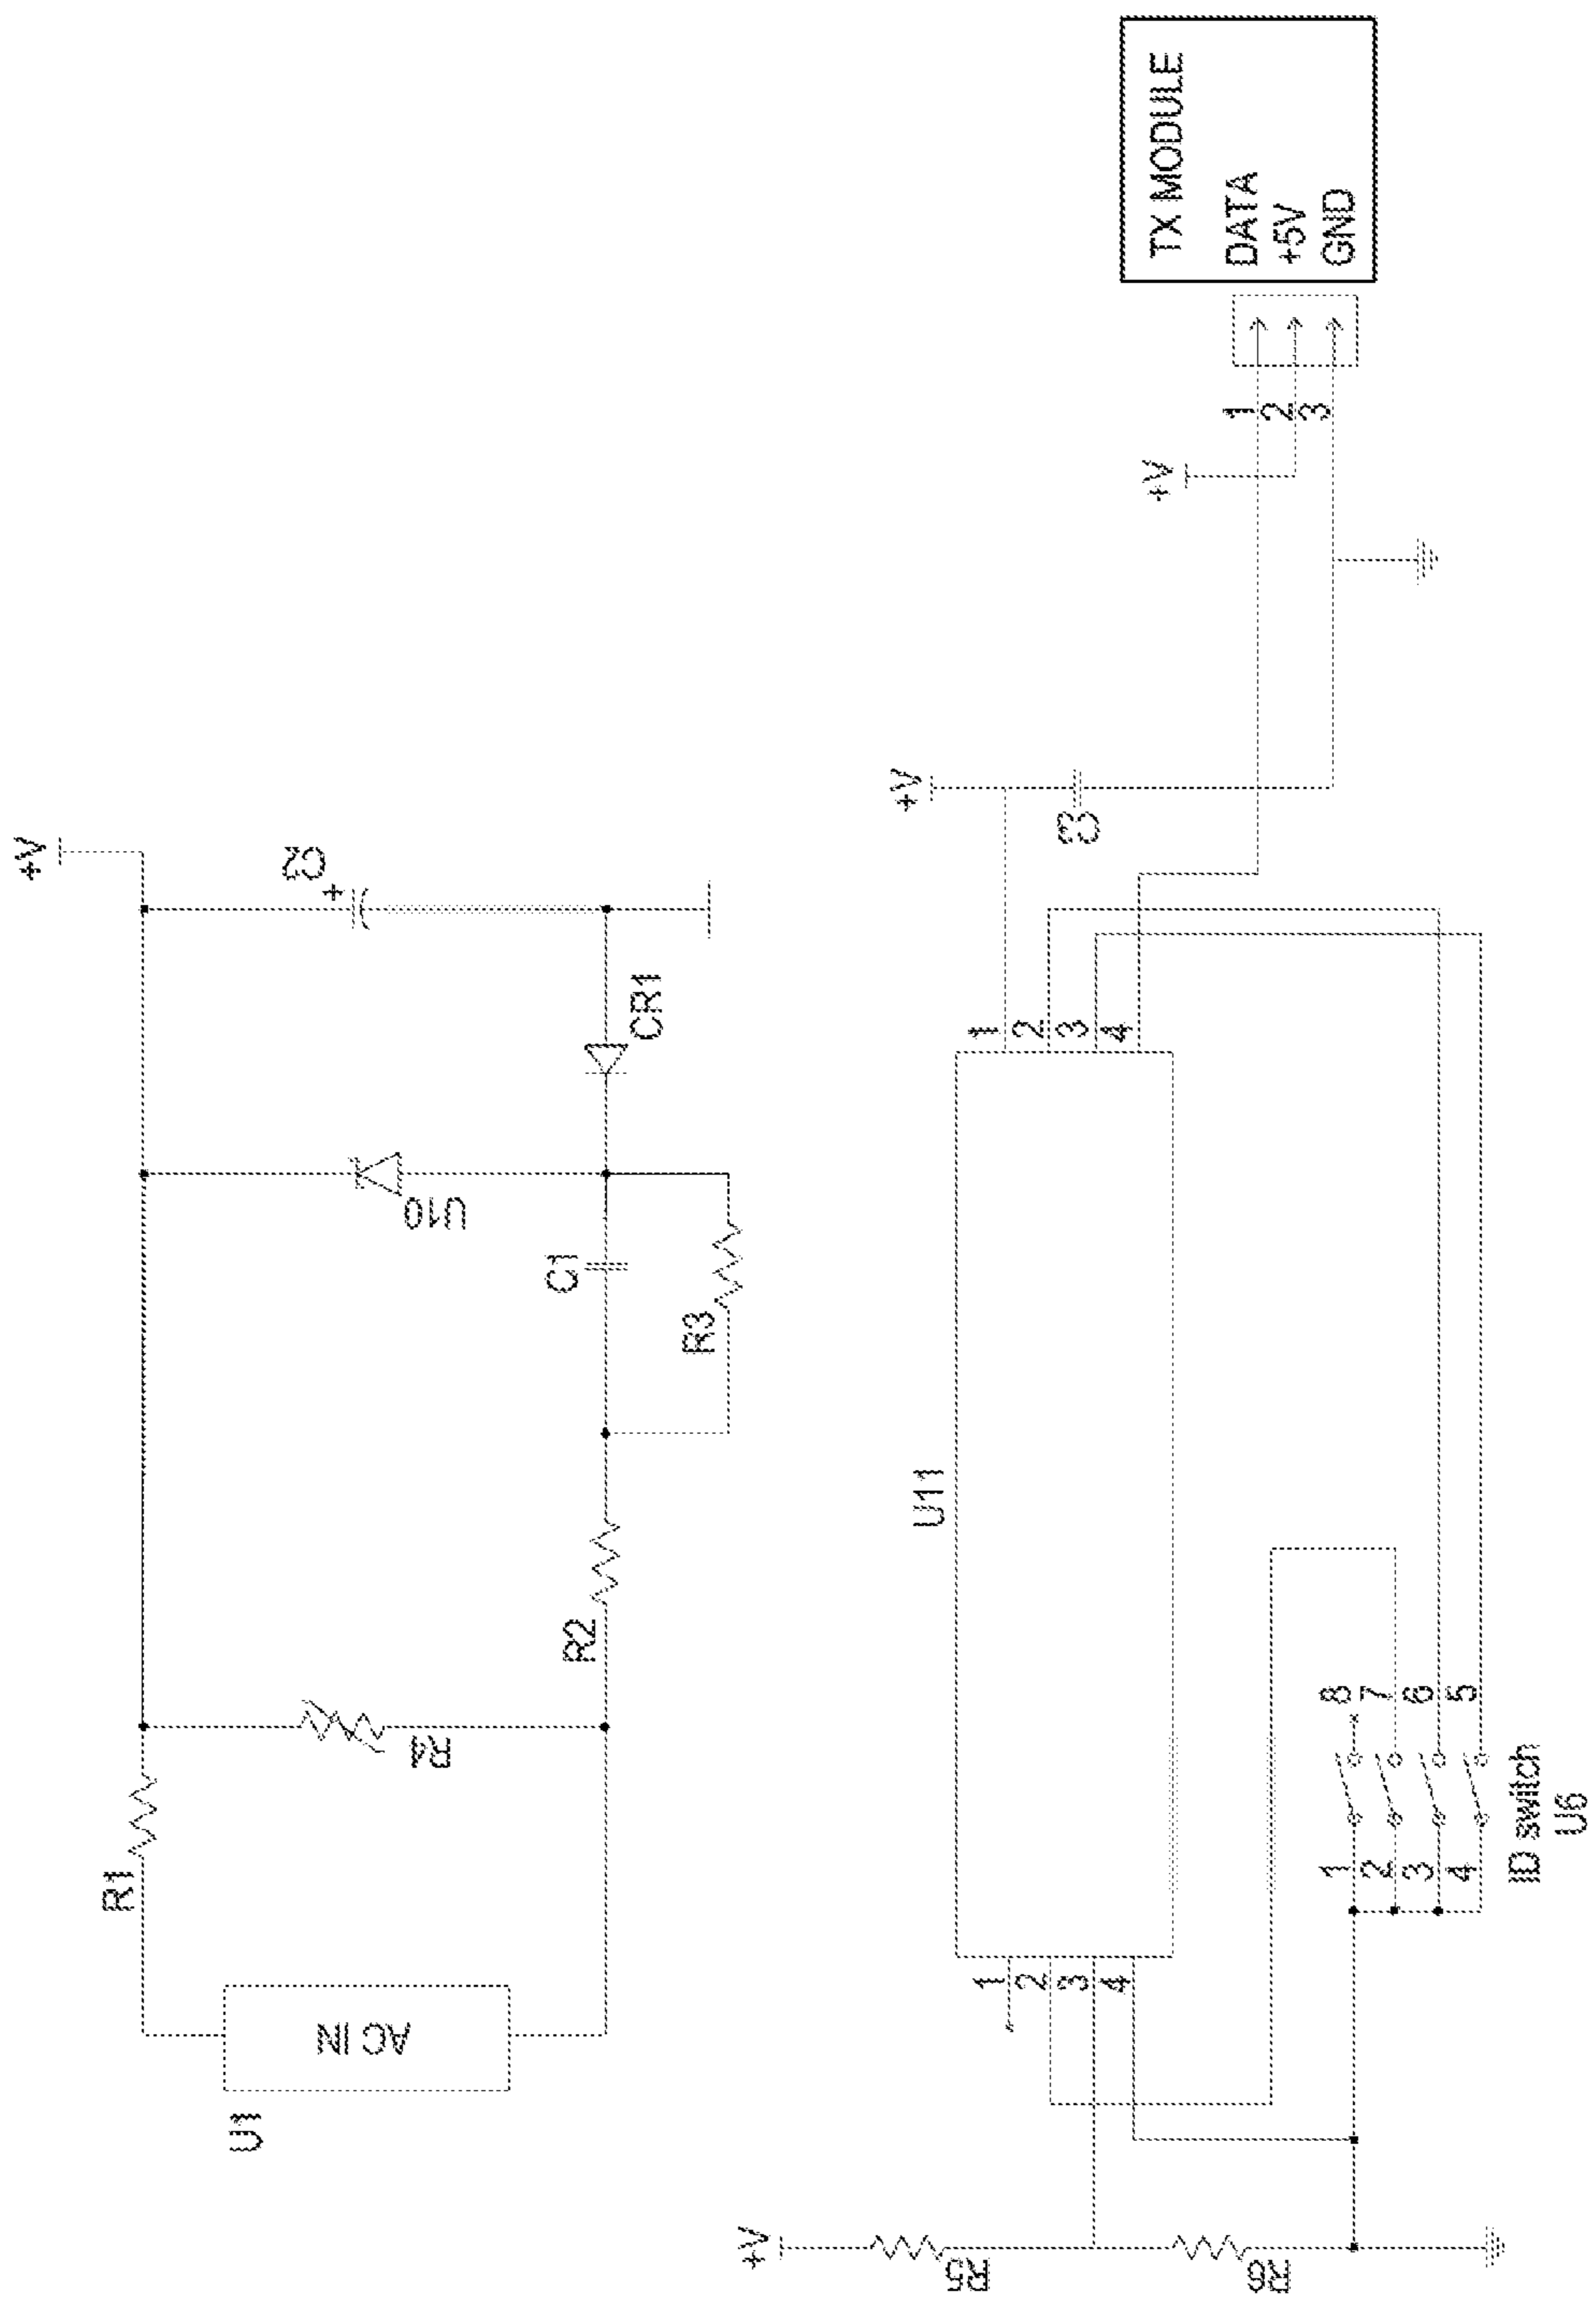 U1
AC IN
R1
R4
R2
R3
C1
U10
CR1
C2
+
+V
+V
R5
R6
1
2
3
4
U11
1
2
3
4
+V
C3
1
2
3
4
8
7
6
5
ID switch
U6
+V
1
2
3
TX MODULE
DATA
+5V
GND